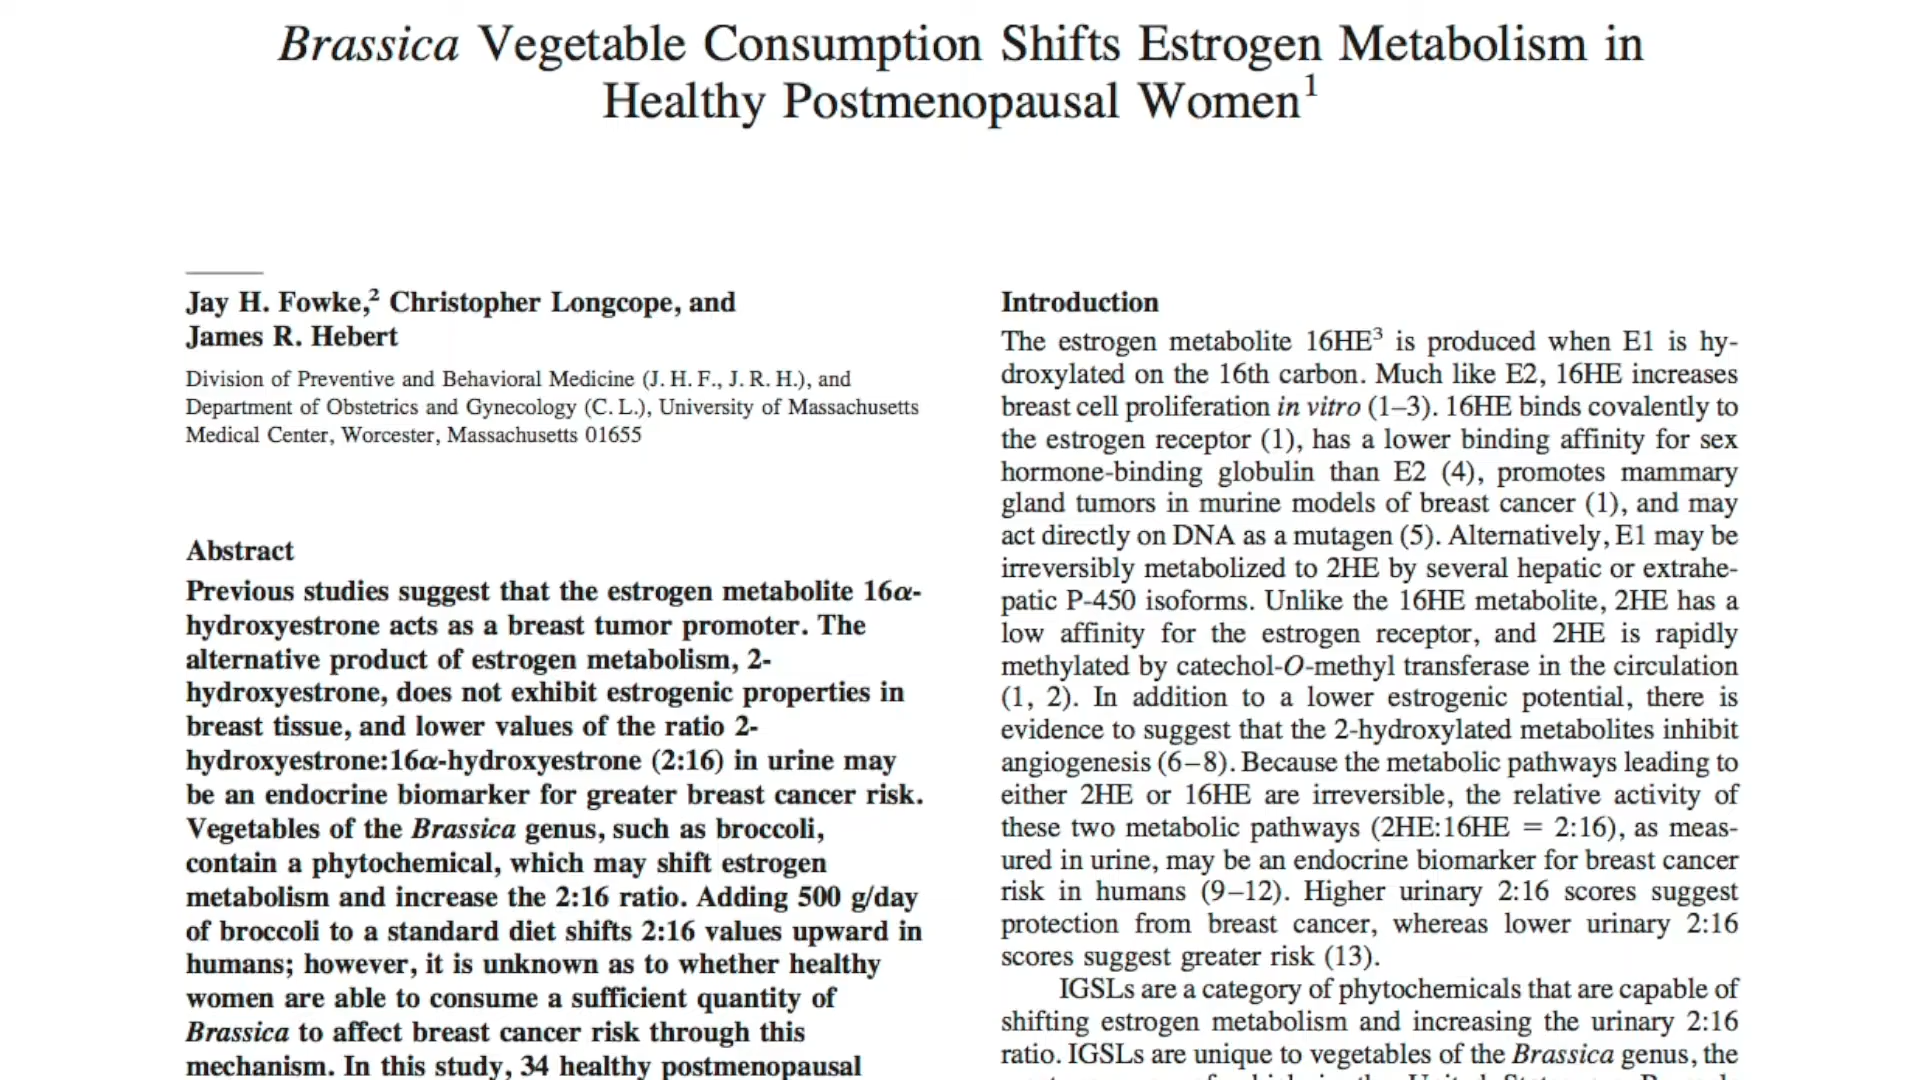 Brassica Vegetable Consumption Shifts Estrogen Metabolism in
Healthy Postmenopausal Women1
Jay H. Fowke,2 Christopher Longcope, and
James R. Hebert
Division of Preventive and Behavioral Medicine (J. H. F., J. R. H.), and
Department of Obstetrics and Gynecology (C. L.), University of Massachusetts
Medical Center, Worcester, Massachusetts 01655
Abstract
Previous studies suggest that the estrogen metabolite 16α-
hydroxyestrone acts as a breast tumor promoter. The
alternative product of estrogen metabolism, 2-
hydroxyestrone, does not exhibit estrogenic properties in
breast tissue, and lower values of the ratio 2-
hydroxyestrone:16α-hydroxyestrone (2:16) in urine may
be an endocrine biomarker for greater breast cancer risk.
Vegetables of the Brassica genus, such as broccoli,
contain a phytochemical, which may shift estrogen
metabolism and increase the 2:16 ratio. Adding 500 g/day
of broccoli to a standard diet shifts 2:16 values upward in
humans; however, it is unknown as to whether healthy
women are able to consume a sufficient quantity of
Brassica to affect breast cancer risk through this
mechanism. In this study, 34 healthy postmenopausal
Introduction
The estrogen metabolite 16HE3 is produced when E1 is hy-
droxylated on the 16th carbon. Much like E2, 16HE increases
breast cell proliferation in vitro (1–3). 16HE binds covalently to
the estrogen receptor (1), has a lower binding affinity for sex
hormone-binding globulin than E2 (4), promotes mammary
gland tumors in murine models of breast cancer (1), and may
act directly on DNA as a mutagen (5). Alternatively, E1 may be
irreversibly metabolized to 2HE by several hepatic or extrahe-
patic P-450 isoforms. Unlike the 16HE metabolite, 2HE has a
low affinity for the estrogen receptor, and 2HE is rapidly
methylated by catechol-O-methyl transferase in the circulation
(1, 2). In addition to a lower estrogenic potential, there is
evidence to suggest that the 2-hydroxylated metabolites inhibit
angiogenesis (6–8). Because the metabolic pathways leading to
either 2HE or 16HE are irreversible, the relative activity of
these two metabolic pathways (2HE:16HE = 2:16), as meas-
ured in urine, may be an endocrine biomarker for breast cancer
risk in humans (9–12). Higher urinary 2:16 scores suggest
protection from breast cancer, whereas lower urinary 2:16
scores suggest greater risk (13).
IGSLs are a category of phytochemicals that are capable of
shifting estrogen metabolism and increasing the urinary 2:16
ratio. IGSLs are unique to vegetables of the Brassica genus, the